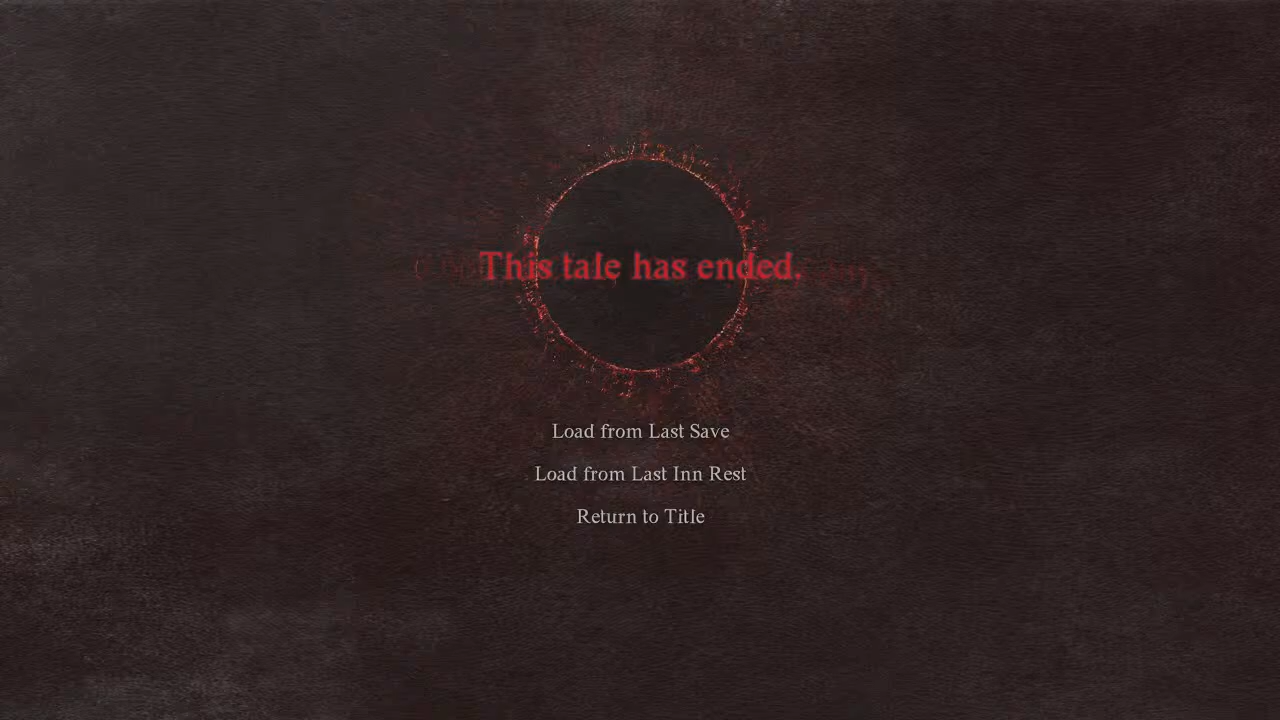 This tale has ended.
Load from Last Save
Load from Last Inn Rest
Return to Title